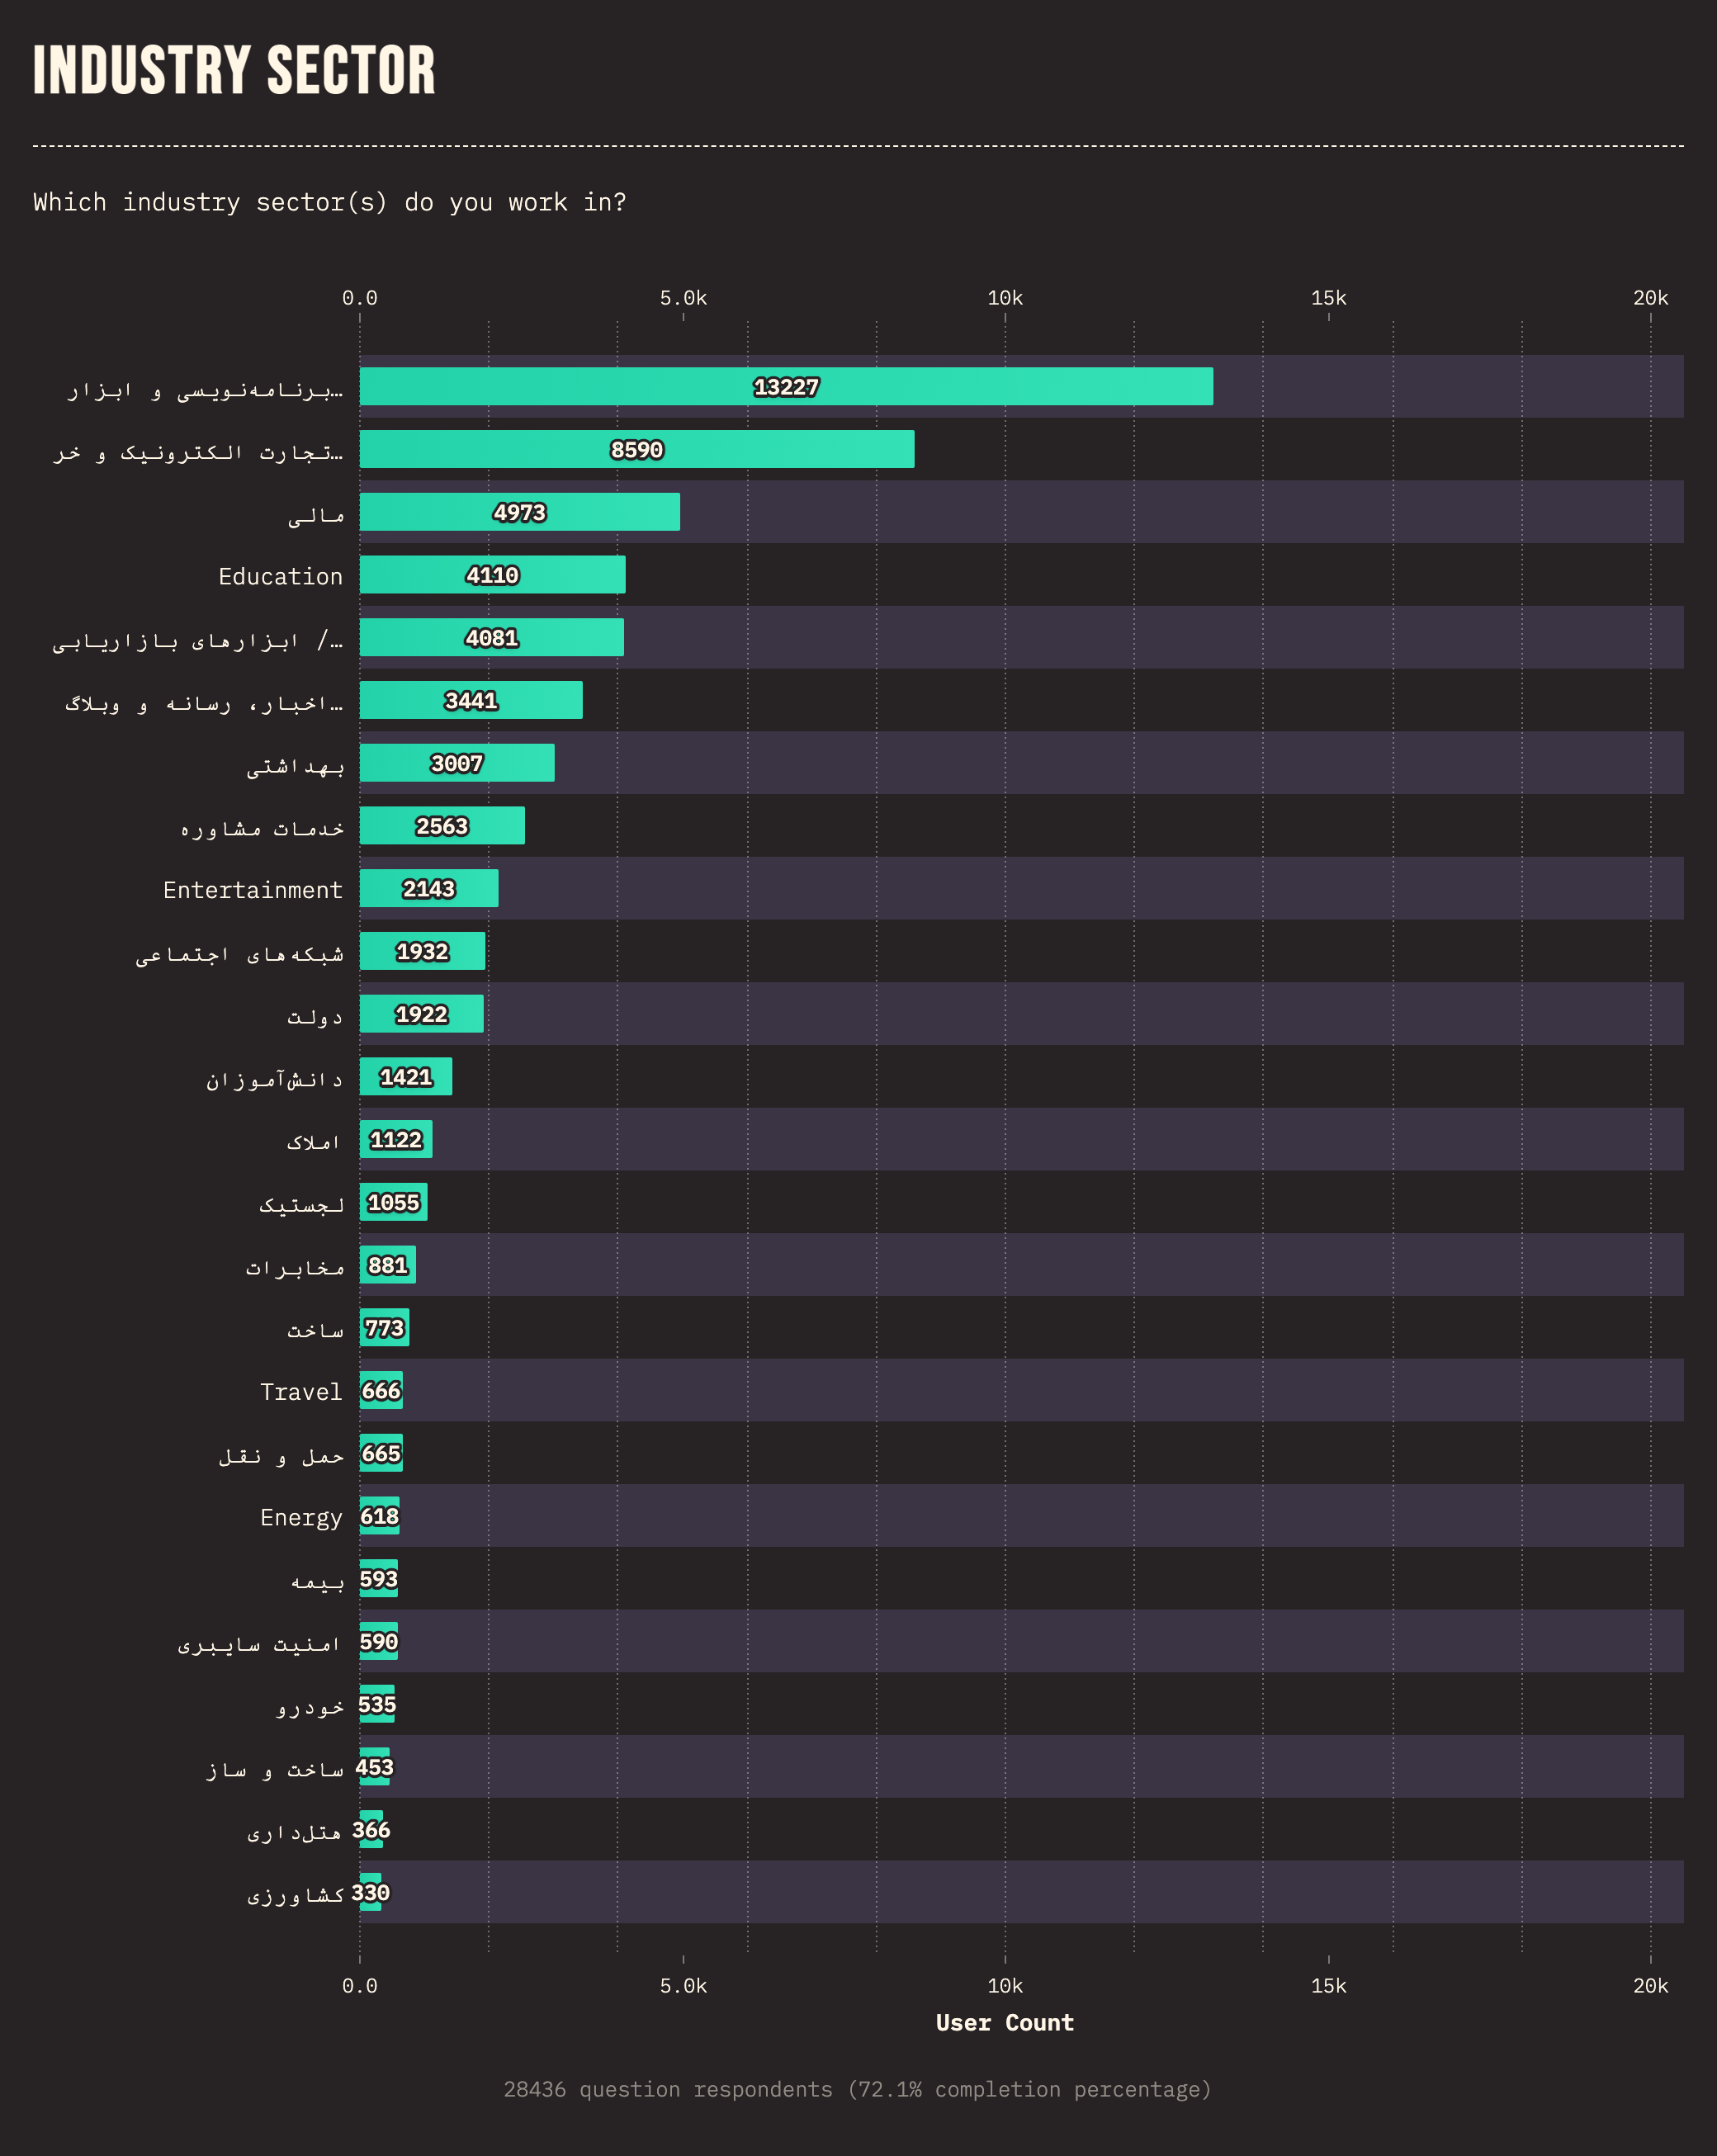 INDUSTRY SECTOR
Which industry sector(s) do you work in?
0.0 5.0k 10k 15k 20k
برنامه‌نویسی و ابزار… 13227
تجارت الکترونیک و خر… 8590
مالی 4973
Education 4110
ابزارهای بازاریابی /… 4081
اخبار، رسانه و وبلاگ… 3441
بهداشتی 3007
خدمات مشاوره 2563
Entertainment 2143
شبکه‌های اجتماعی 1932
دولت 1922
دانش‌آموزان 1421
املاک 1122
لجستیک 1055
مخابرات 881
ساخت 773
Travel 666
حمل و نقل 665
Energy 618
بیمه 593
امنیت سایبری 590
خودرو 535
ساخت و ساز 453
هتل‌داری 366
کشاورزی 330
0.0 5.0k 10k 15k 20k
User Count
28436 question respondents (72.1% completion percentage)